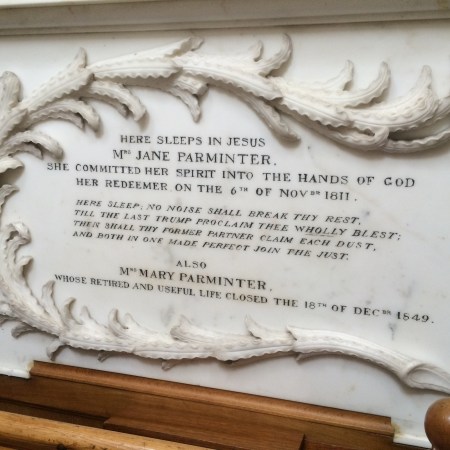 HERE SLEEPS IN JESUS
Mrs JANE PARMINTER.
SHE COMMITTED HER SPIRIT INTO THE HANDS OF GOD
HER REDEEMER ON THE 6TH OF NOVBR 1811.
HERE SLEEP; NO NOISE SHALL BREAK THY REST,
TILL THE LAST TRUMP PROCLAIM THEE WHOLLY BLEST;
THEN SHALL THY FORMER PARTNER CLAIM EACH DUST,
AND BOTH IN ONE MADE PERFECT JOIN THE JUST.
ALSO
Mrs MARY PARMINTER.
WHOSE RETIRED AND USEFUL LIFE CLOSED THE 18TH OF DECBR 1849.